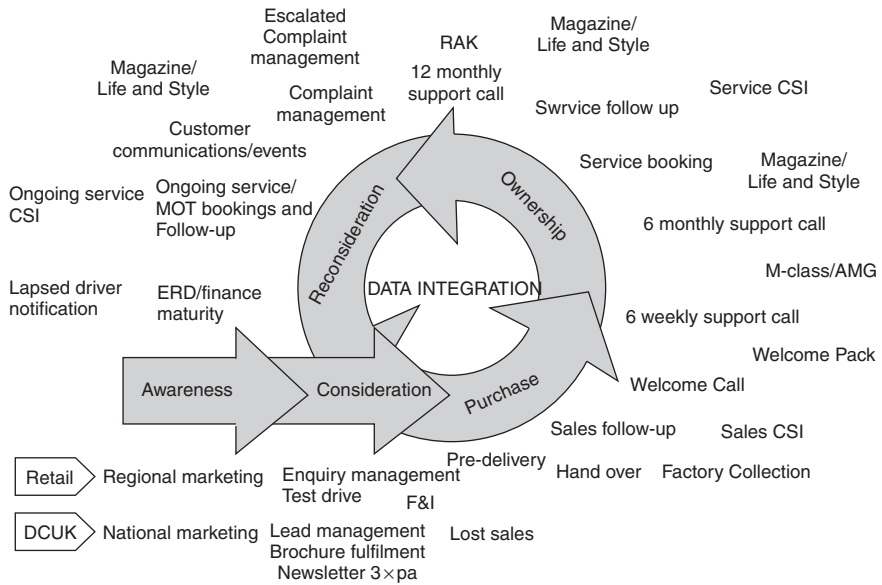 Escalated
Complaint
management
RAK
12 monthly
support call
Magazine/
Life and Style
Magazine/
Life and Style
Complaint
management
Swrvice follow up
Service CSI
Customer
communications/events
Service booking
Magazine/
Life and Style
Ongoing service
CSI
Ongoing service/
MOT bookings and
Follow-up
Reconsideration
Ownership
6 monthly support call
M-class/AMG
DATA INTEGRATION
Lapsed driver
notification
ERD/finance
maturity
6 weekly support call
Welcome Pack
Awareness
Consideration
Purchase
Welcome Call
Sales follow-up
Sales CSI
Pre-delivery
Hand over
Factory Collection
Retail
Regional marketing
Enquiry management
Test drive
F&I
DCUK
National marketing
Lead management
Brochure fulfilment
Newsletter 3×pa
Lost sales